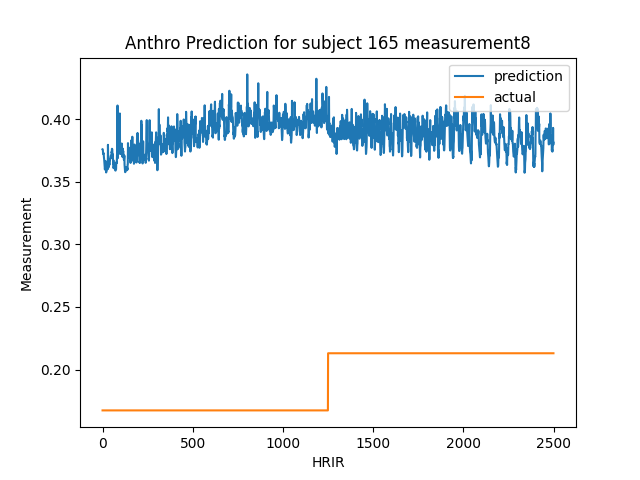 Anthro Prediction for subject 165 measurement8
prediction
actual
Measurement
0.40
0.35
0.30
0.25
0.20
0
500
1000
1500
2000
2500
HRIR